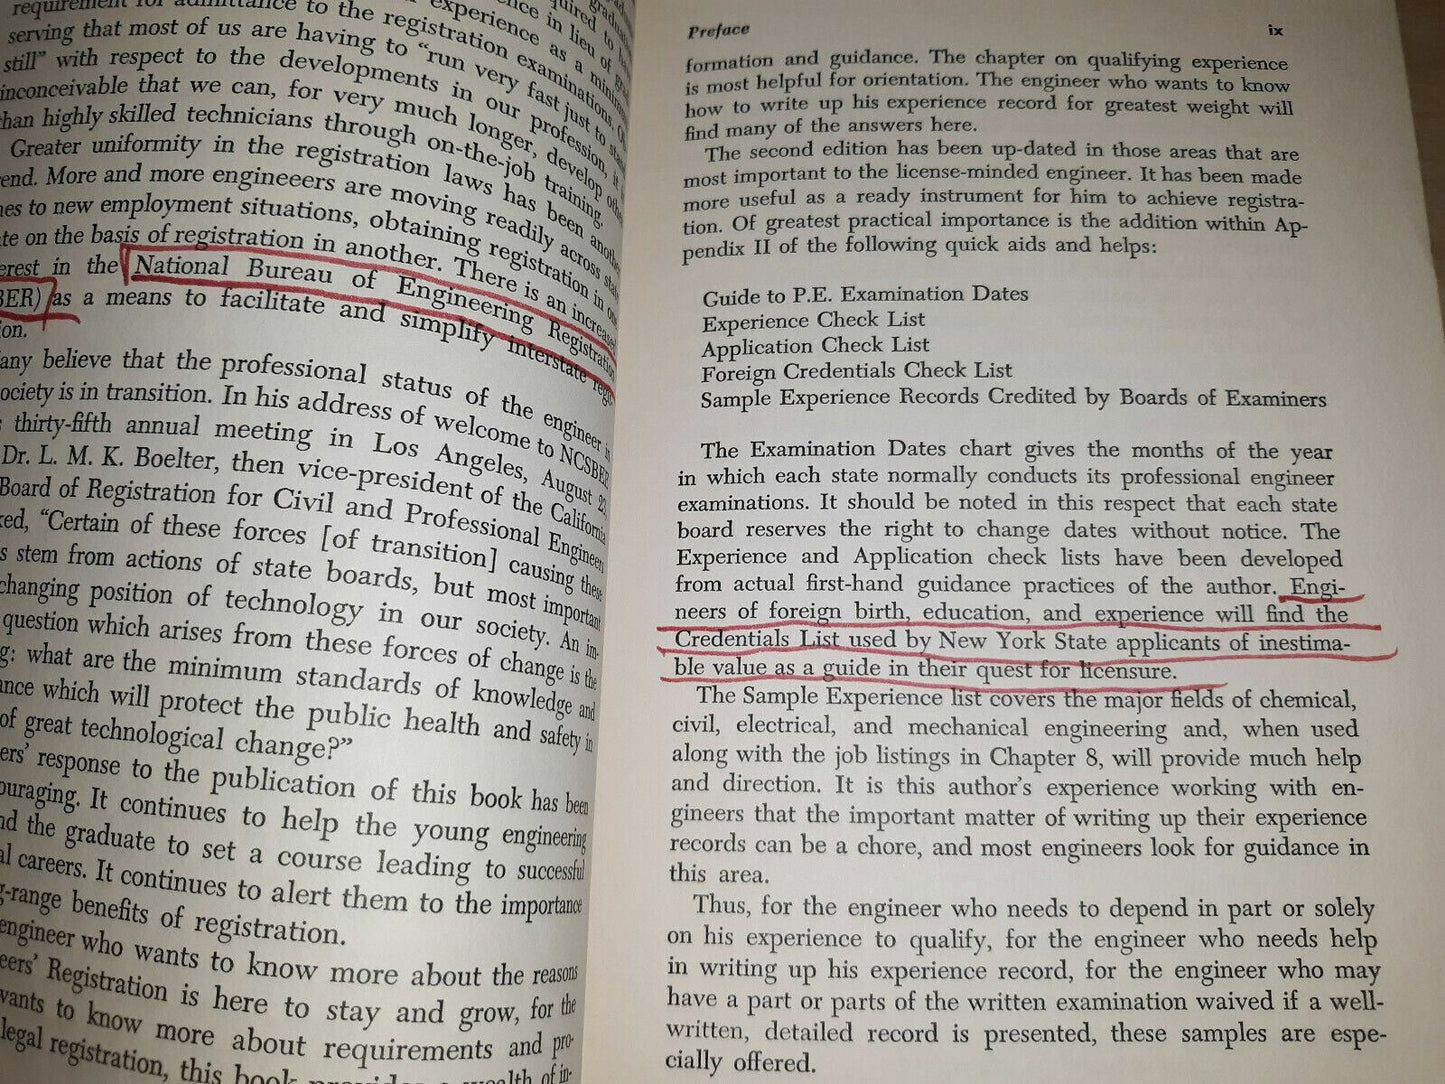 requirement for admittance to the registration examinations. Ob-
serving that most of us are having to “run very fast just to stand
still” with respect to the developments in our profession, it is
inconceivable that we can, for very much longer, develop other
than highly skilled technicians through on-the-job training.
Greater uniformity in the registration laws has been another
end. More and more engineeers are moving readily across state
nes to new employment situations, obtaining registration in one
te on the basis of registration in another. There is an increased
erest in the National Bureau of Engineering Registration
BER) as a means to facilitate and simplify interstate regis-
ion.
any believe that the professional status of the engineer in
ociety is in transition. In his address of welcome to NCSBER
thirty-fifth annual meeting in Los Angeles, August 22,
Dr. L. M. K. Boelter, then vice-president of the California
Board of Registration for Civil and Professional Engineers
ked, “Certain of these forces [of transition] causing these
s stem from actions of state boards, but most important
changing position of technology in our society. An im-
question which arises from these forces of change is the
g: what are the minimum standards of knowledge and
nce which will protect the public health and safety in
of great technological change?”
ers’ response to the publication of this book has been
ouraging. It continues to help the young engineering
nd the graduate to set a course leading to successful
al careers. It continues to alert them to the importance
g-range benefits of registration.
engineer who wants to know more about the reasons
eers’ Registration is here to stay and grow, for the
wants to know more about requirements and pro-
legal registration, this book provides a wealth of in-
Preface ix
formation and guidance. The chapter on qualifying experience
is most helpful for orientation. The engineer who wants to know
how to write up his experience record for greatest weight will
find many of the answers here.
The second edition has been up-dated in those areas that are
most important to the license-minded engineer. It has been made
more useful as a ready instrument for him to achieve registra-
tion. Of greatest practical importance is the addition within Ap-
pendix II of the following quick aids and helps:
Guide to P.E. Examination Dates
Experience Check List
Application Check List
Foreign Credentials Check List
Sample Experience Records Credited by Boards of Examiners
The Examination Dates chart gives the months of the year
in which each state normally conducts its professional engineer
examinations. It should be noted in this respect that each state
board reserves the right to change dates without notice. The
Experience and Application check lists have been developed
from actual first-hand guidance practices of the author. Engi-
neers of foreign birth, education, and experience will find the
Credentials List used by New York State applicants of inestima-
ble value as a guide in their quest for licensure.
The Sample Experience list covers the major fields of chemical,
civil, electrical, and mechanical engineering and, when used
along with the job listings in Chapter 8, will provide much help
and direction. It is this author’s experience working with en-
gineers that the important matter of writing up their experience
records can be a chore, and most engineers look for guidance in
this area.
Thus, for the engineer who needs to depend in part or solely
on his experience to qualify, for the engineer who needs help
in writing up his experience record, for the engineer who may
have a part or parts of the written examination waived if a well-
written, detailed record is presented, these samples are espe-
cially offered.